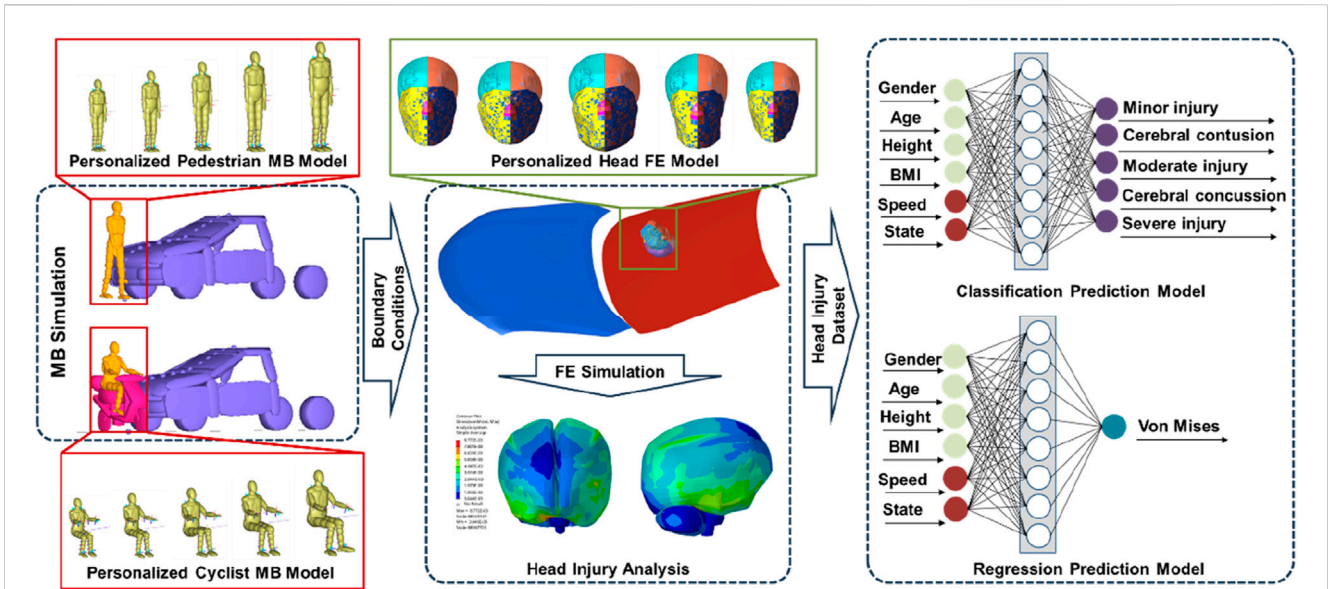 Personalized Pedestrian MB Model
MB Simulation
Personalized Cyclist MB Model
Boundary
Conditions
Personalized Head FE Model
FE Simulation
Head Injury Analysis
Head Injury
Dataset
Gender
Age
Height
BMI
Speed
State
Minor injury
Cerebral contusion
Moderate injury
Cerebral concussion
Severe injury
Classification Prediction Model
Gender
Age
Height
BMI
Speed
State
Von Mises
Regression Prediction Model